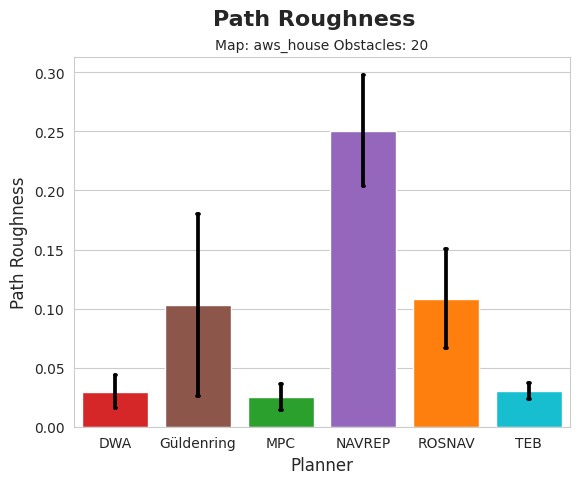 Path Roughness
Map: aws_house Obstacles: 20
Path Roughness
0.30
0.25
0.20
0.15
0.10
0.05
0.00
DWA Güldenring MPC NAVREP ROSNAV TEB
Planner